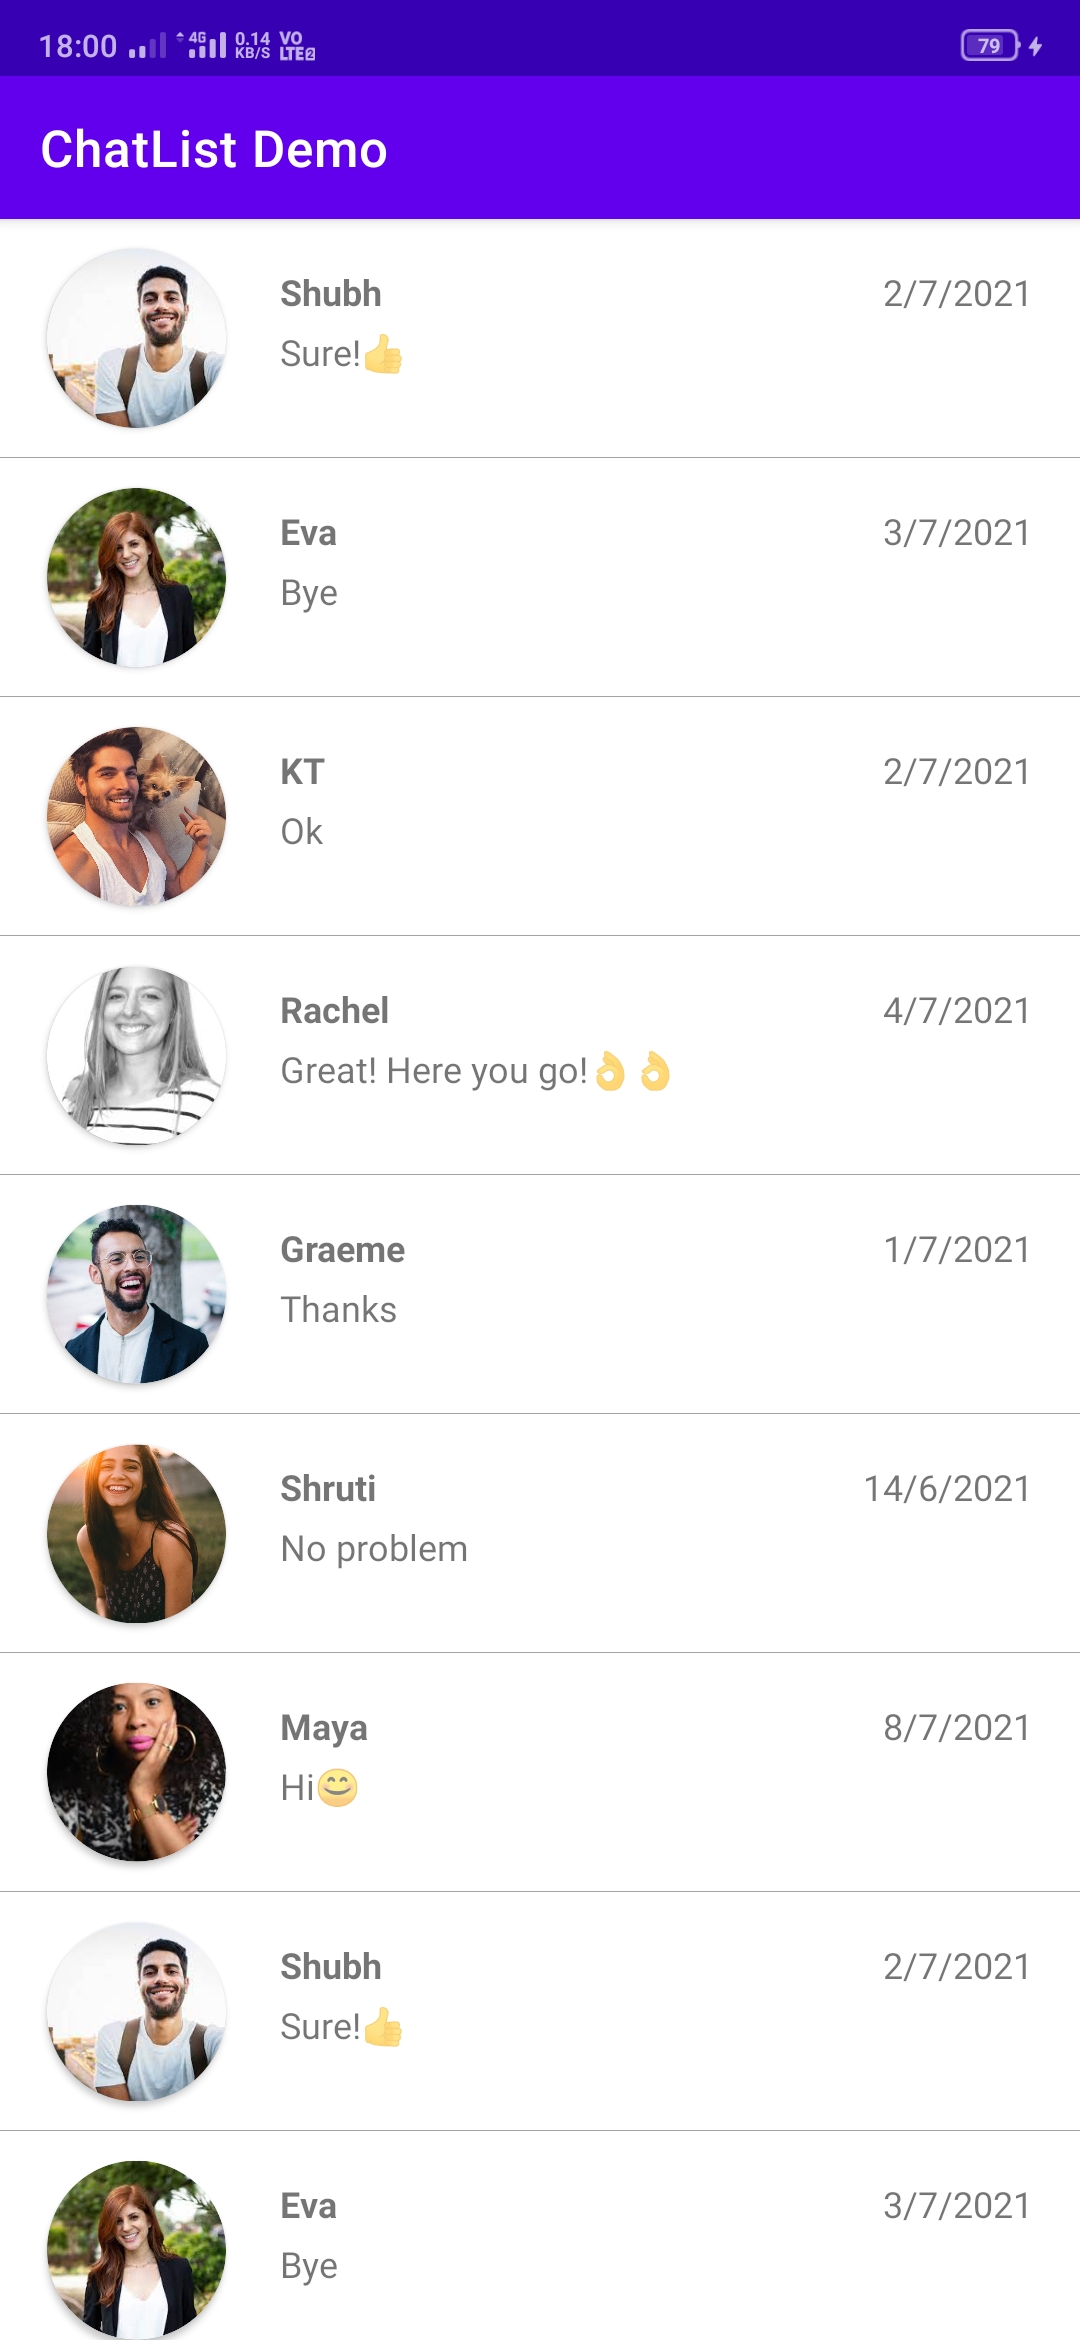 18:00 4G 0.14 KB/S VO LTE2 79
ChatList Demo
Shubh 2/7/2021
Sure!👍
Eva 3/7/2021
Bye
KT 2/7/2021
Ok
Rachel 4/7/2021
Great! Here you go!👌👌
Graeme 1/7/2021
Thanks
Shruti 14/6/2021
No problem
Maya 8/7/2021
Hi😄
Shubh 2/7/2021
Sure!👍
Eva 3/7/2021
Bye